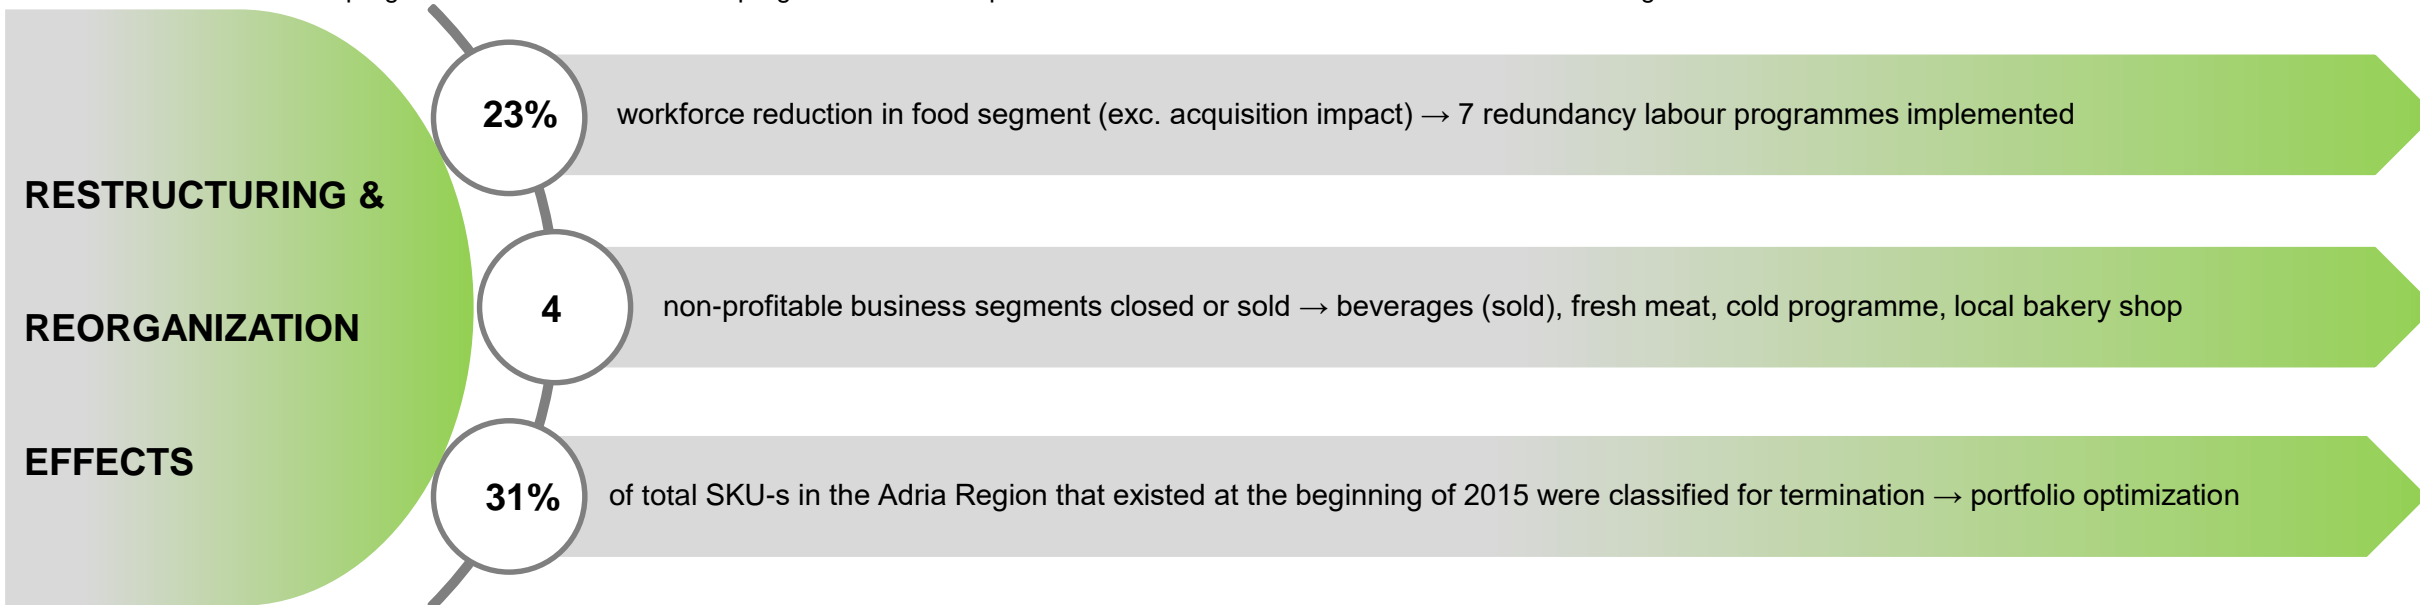 RESTRUCTURING &
REORGANIZATION
EFFECTS
23%
workforce reduction in food segment (exc. acquisition impact) → 7 redundancy labour programmes implemented
4
non-profitable business segments closed or sold → beverages (sold), fresh meat, cold programme, local bakery shop
31%
of total SKU-s in the Adria Region that existed at the beginning of 2015 were classified for termination → portfolio optimization